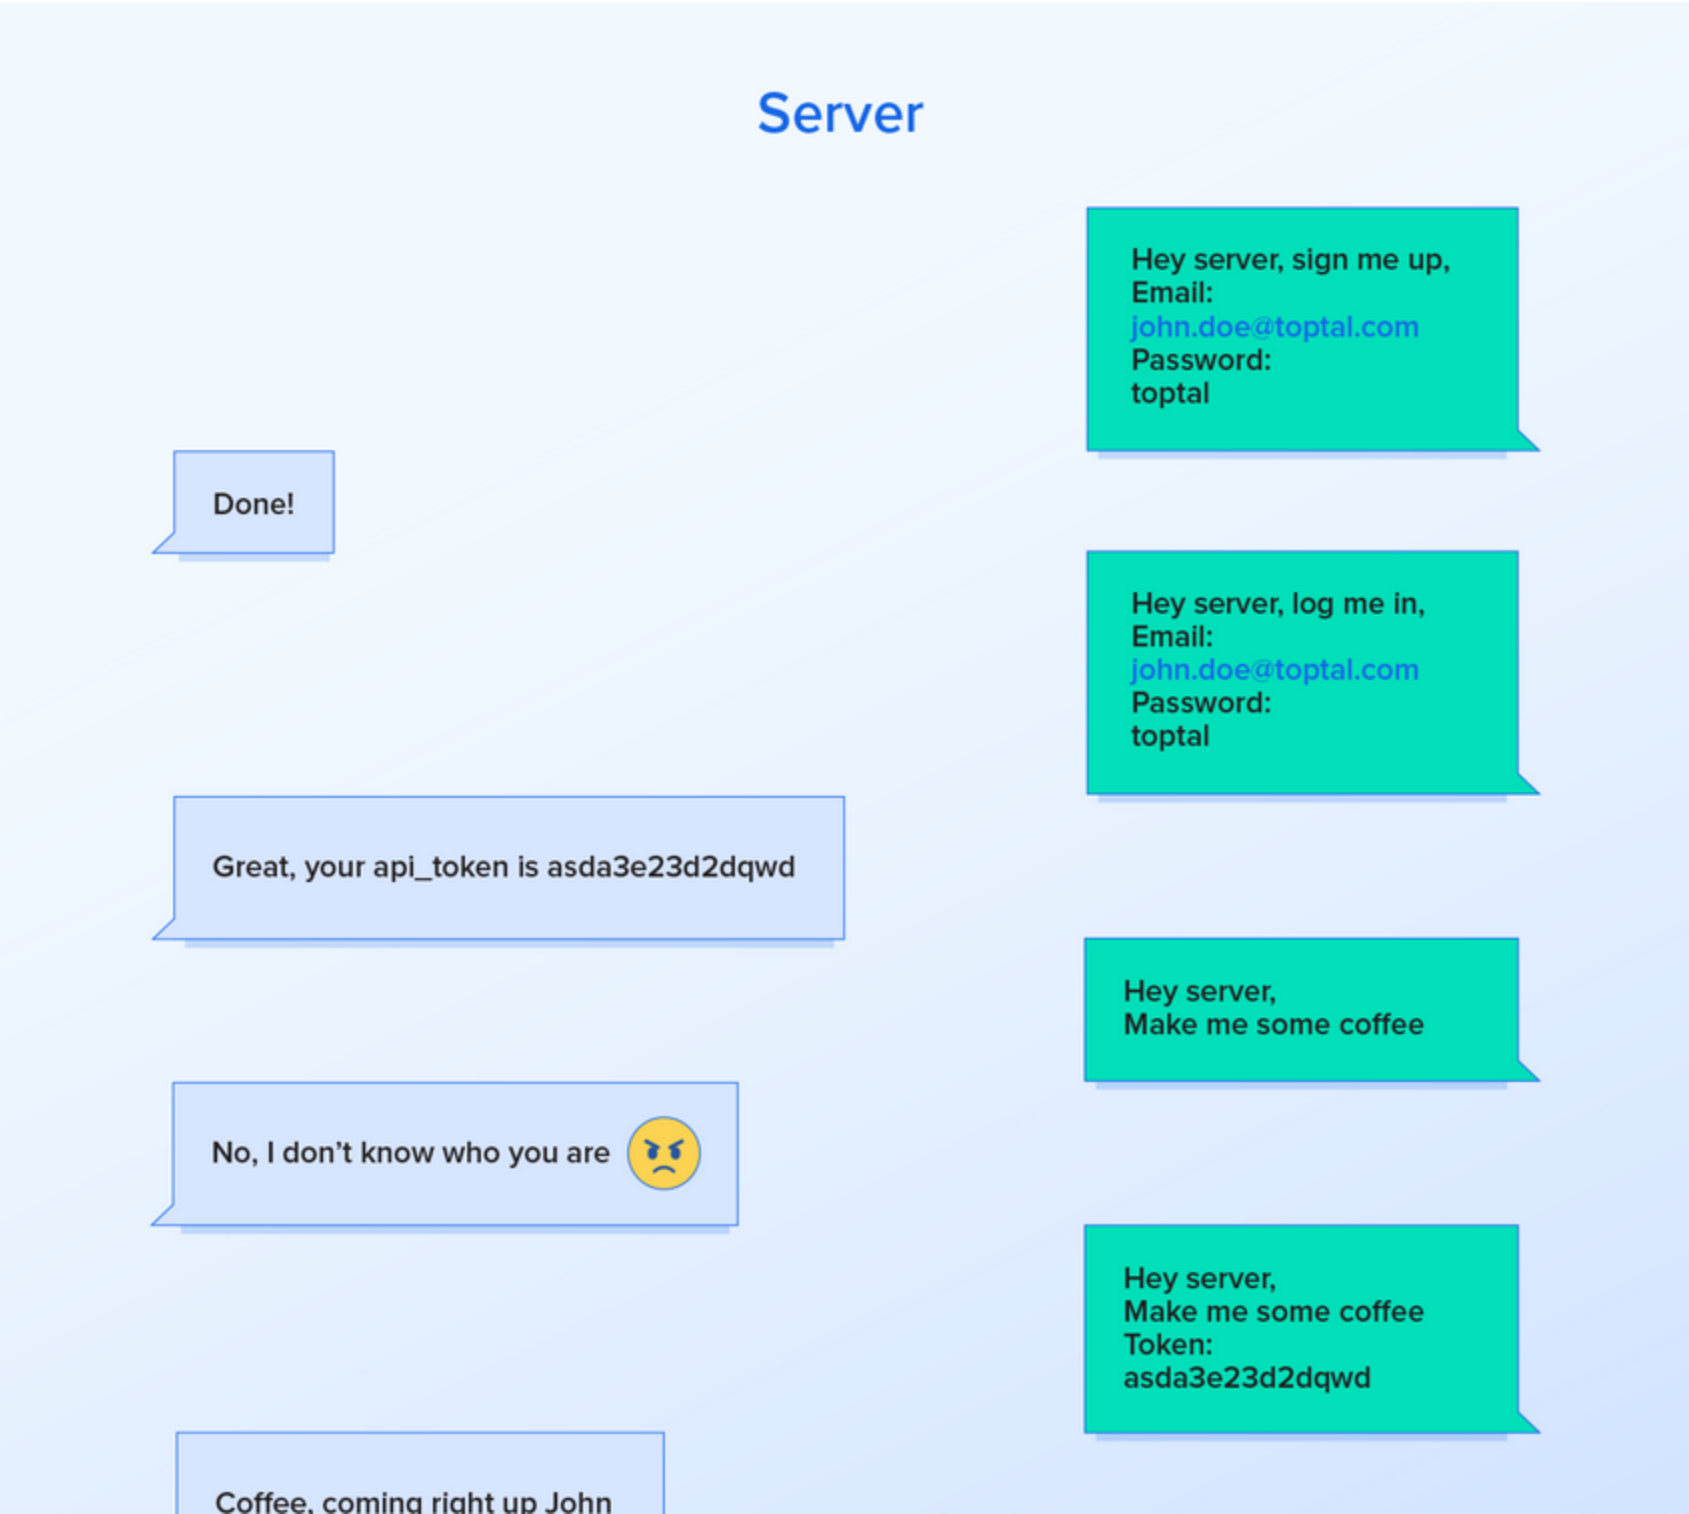 Server
Hey server, sign me up,
Email:
john.doe@toptal.com
Password:
toptal
Done!
Hey server, log me in,
Email:
john.doe@toptal.com
Password:
toptal
Great, your api_token is asda3e23d2dqwd
Hey server,
Make me some coffee
No, I don’t know who you are
Hey server,
Make me some coffee
Token:
asda3e23d2dqwd
Coffee, coming right up John